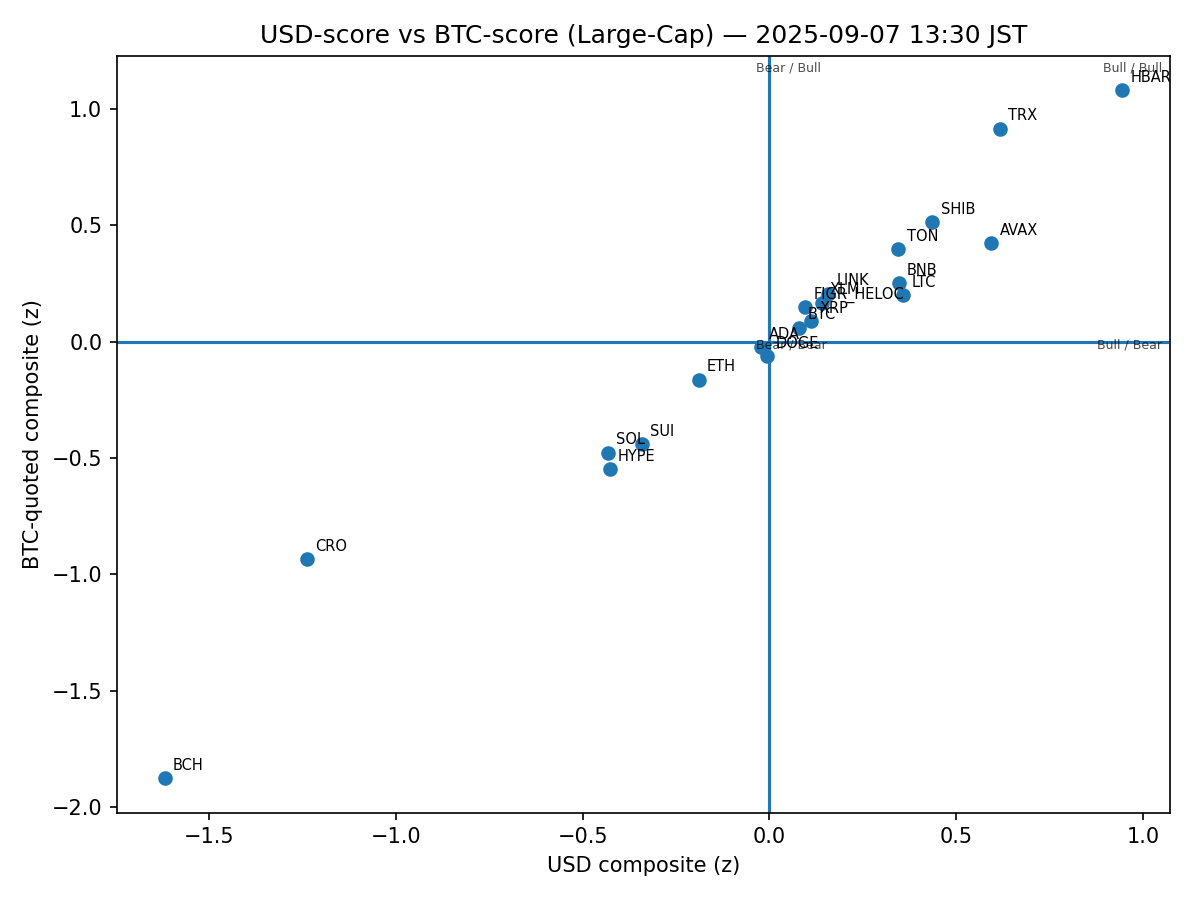 USD-score vs BTC-score (Large-Cap) — 2025-09-07 13:30 JST
Bear / Bull
Bull / Bull
HBAR
TRX
SHIB
AVAX
TON
BNB
LTC
LINK
XLM
FIGR_HELOC
XRP
BTC
ADA
DOGE
Bear / Bear
Bull / Bear
ETH
SUI
SOL
HYPE
CRO
BCH
1.0
0.5
0.0
−0.5
−1.0
−1.5
−2.0
BTC-quoted composite (z)
−1.5
−1.0
−0.5
0.0
0.5
1.0
USD composite (z)